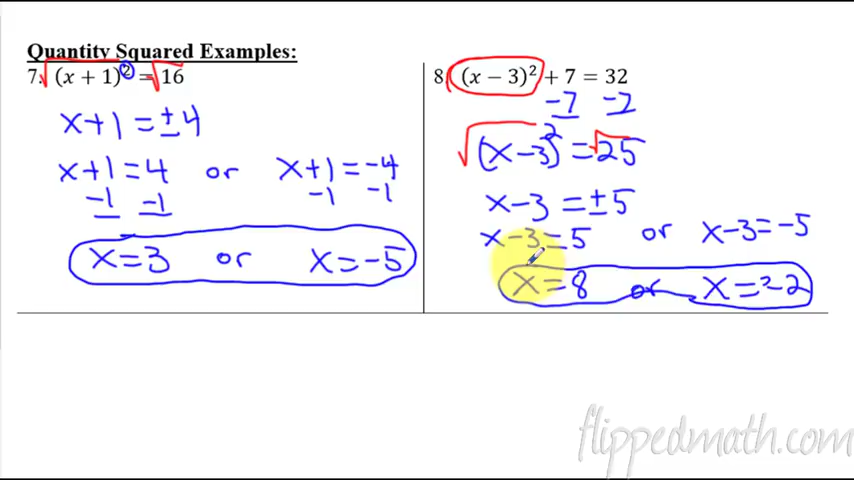 Quantity Squared Examples:
7. √(x + 1)² = √16
x+1 = ±4
x+1 = 4 or x+1 = -4
-1 -1 -1 -1
x = 3 or x = -5
8. (x − 3)² + 7 = 32
-7 -7
√(x-3)² = √25
x-3 = ±5
x-3 = 5 or x-3 = -5
x = 8 or x = -2
flippedmath.com